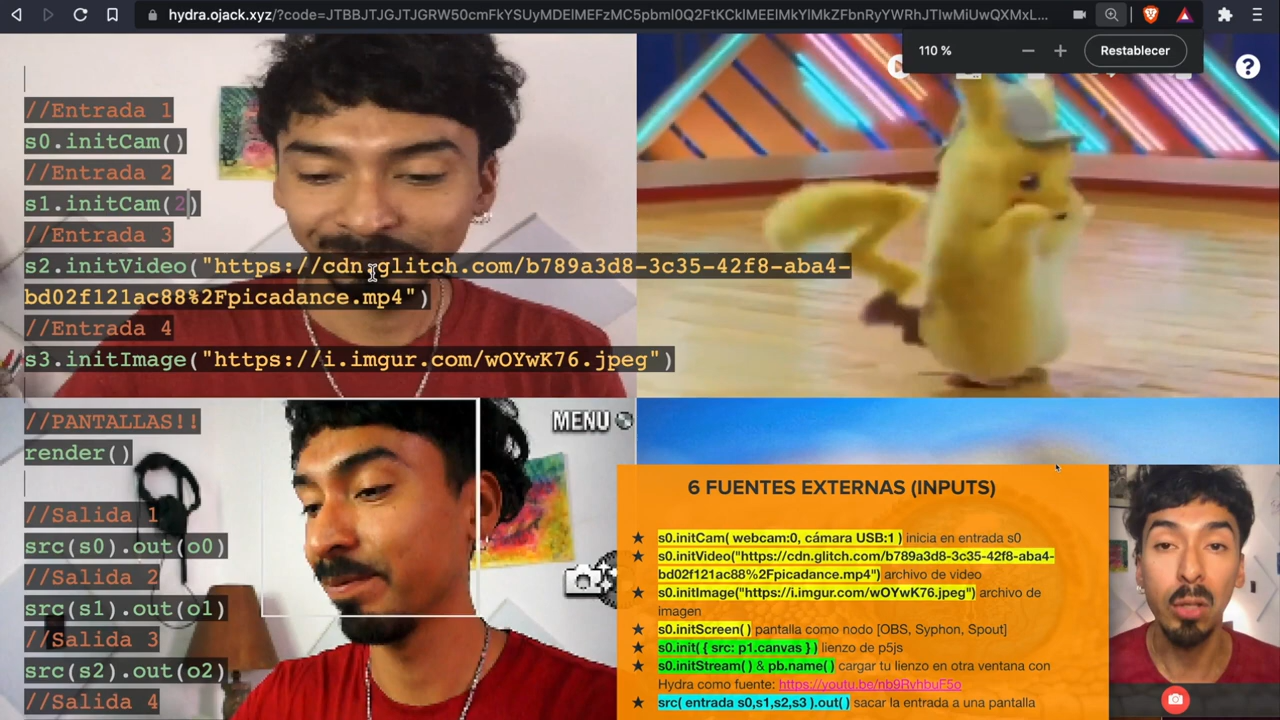 hydra.ojack.xyz/?code=JTBBJTJGJTJGRW50cmFkYSUyMDElMEFzMC5pbml0Q2FtKCklMEElMkYlMkZFbnRyYWRhJTIwMiUwQXMxL...
110 %
Restablecer
?
//Entrada 1
s0.initCam()
//Entrada 2
s1.initCam(2)
//Entrada 3
s2.initVideo("https://cdn.glitch.com/b789a3d8-3c35-42f8-aba4-
bd02f121ac88%2Fpicadance.mp4")
//Entrada 4
s3.initImage("https://i.imgur.com/wOYwK76.jpeg")
//PANTALLAS!!
render()
//Salida 1
src(s0).out(o0)
//Salida 2
src(s1).out(o1)
//Salida 3
src(s2).out(o2)
//Salida 4
MENU
6 FUENTES EXTERNAS (INPUTS)
★ s0.initCam( webcam:0, cámara USB:1 ) inicia en entrada s0
★ s0.initVideo("https://cdn.glitch.com/b789a3d8-3c35-42f8-aba4-
bd02f121ac88%2Fpicadance.mp4") archivo de video
★ s0.initImage("https://i.imgur.com/wOYwK76.jpeg") archivo de
imagen
★ s0.initScreen( ) pantalla como nodo [OBS, Syphon, Spout]
★ s0.init( { src: p1.canvas } ) lienzo de p5js
★ s0.initStream( ) & pb.name( ) cargar tu lienzo en otra ventana con
Hydra como fuente: https://youtu.be/nb9RvhbuF5o
★ src( entrada s0,s1,s2,s3 ).out( ) sacar la entrada a una pantalla